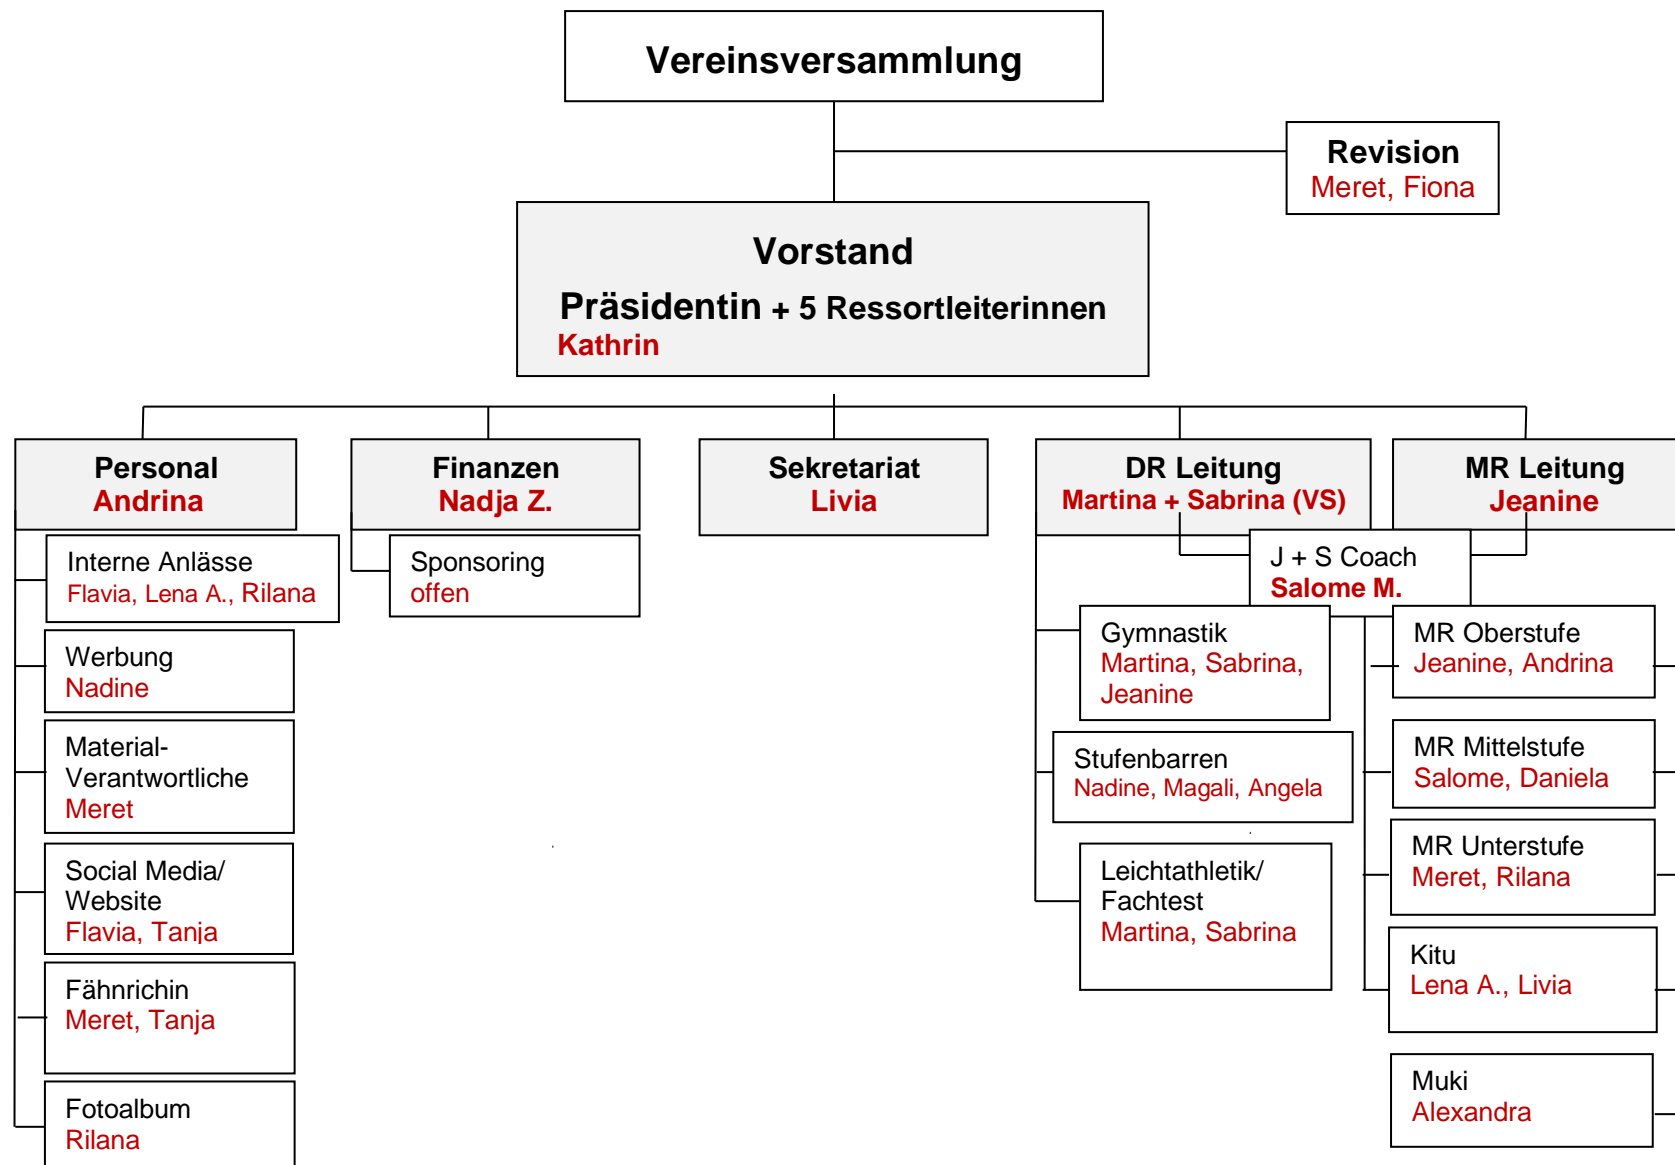 Vereinsversammlung
Revision
Meret, Fiona
Vorstand
Präsidentin + 5 Ressortleiterinnen
Kathrin
Personal
Andrina
Finanzen
Nadja Z.
Sekretariat
Livia
DR Leitung
Martina + Sabrina (VS)
MR Leitung
Jeanine
J + S Coach
Salome M.
Interne Anlässe
Flavia, Lena A., Rilana
Werbung
Nadine
Material-
Verantwortliche
Meret
Social Media/
Website
Flavia, Tanja
Fähnrichin
Meret, Tanja
Fotoalbum
Rilana
Sponsoring
offen
Gymnastik
Martina, Sabrina,
Jeanine
Stufenbarren
Nadine, Magali, Angela
Leichtathletik/
Fachtest
Martina, Sabrina
MR Oberstufe
Jeanine, Andrina
MR Mittelstufe
Salome, Daniela
MR Unterstufe
Meret, Rilana
Kitu
Lena A., Livia
Muki
Alexandra